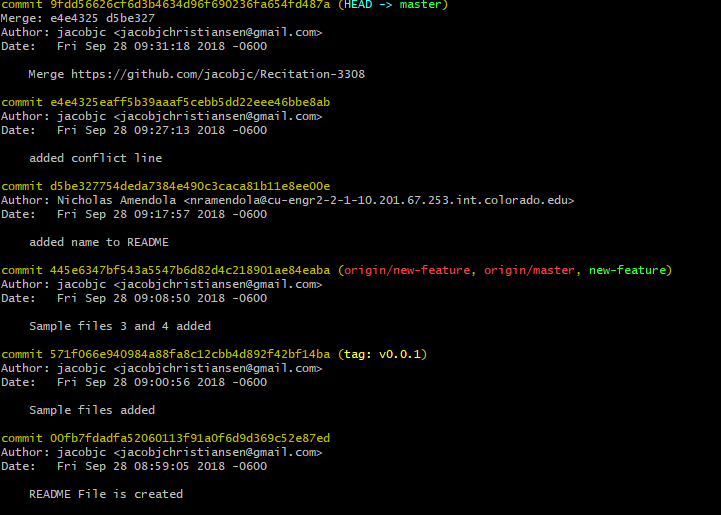 commit 9fdd56626cf6d3b4634d96f690236fa654fd487a (HEAD -> master)
Merge: e4e4325 d5be327
Author: jacobjc <jacobjchristiansen@gmail.com>
Date:   Fri Sep 28 09:31:18 2018 -0600
    Merge https://github.com/jacobjc/Recitation-3308
commit e4e4325eaff5b39aaaf5cebb5dd22eee46bbe8ab
Author: jacobjc <jacobjchristiansen@gmail.com>
Date:   Fri Sep 28 09:27:13 2018 -0600
    added conflict line
commit d5be327754deda7384e490c3caca81b11e8ee00e
Author: Nicholas Amendola <nramendola@cu-engr2-2-1-10.201.67.253.int.colorado.edu>
Date:   Fri Sep 28 09:17:57 2018 -0600
    added name to README
commit 445e6347bf543a5547b6d82d4c218901ae84eaba (origin/new-feature, origin/master, new-feature)
Author: jacobjc <jacobjchristiansen@gmail.com>
Date:   Fri Sep 28 09:08:50 2018 -0600
    Sample files 3 and 4 added
commit 571f066e940984a88fa8c12cbb4d892f42bf14ba (tag: v0.0.1)
Author: jacobjc <jacobjchristiansen@gmail.com>
Date:   Fri Sep 28 09:00:56 2018 -0600
    Sample files added
commit 00fb7fdadfa52060113f91a0f6d9d369c52e87ed
Author: jacobjc <jacobjchristiansen@gmail.com>
Date:   Fri Sep 28 08:59:05 2018 -0600
    README File is created